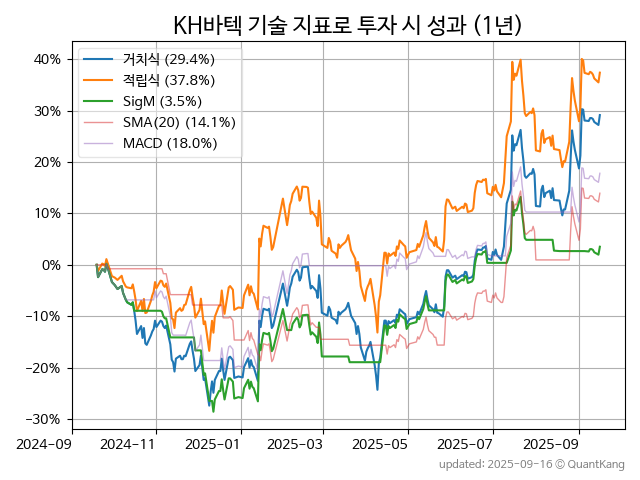 KH바텍 기술 지표로 투자 시 성과 (1년)
거치식 (29.4%)
적립식 (37.8%)
SigM (3.5%)
SMA(20) (14.1%)
MACD (18.0%)
40%
30%
20%
10%
0%
−10%
−20%
−30%
2024-09 2024-11 2025-01 2025-03 2025-05 2025-07 2025-09
updated: 2025-09-16 ⓒ QuantKang